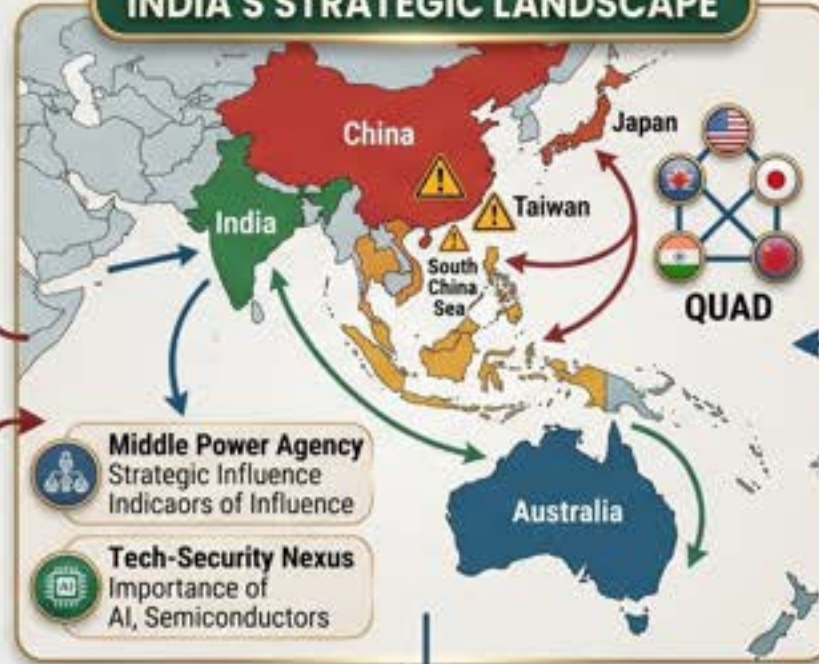 INDIA'S STRATEGIC LANDSCAPE
China
Japan
India
Taiwan
South
China
Sea
QUAD
Middle Power Agency
Strategic Influence
Indicaors of Influence
Australia
Tech-Security Nexus
Importance of
AI, Semiconductors
AI